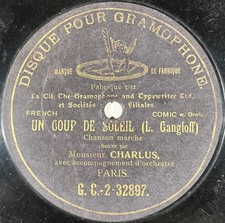 DISQUE POUR GRAMOPHONE
MARQUE DE FABRIQUE
Fabriqué par
La Cie. The Gramophone and Typewriter Ltd.
et Sociétés Filiales.
FRENCH COMIC w. Orch.
UN COUP DE SOLEIL (L. Gangloff)
Chanson marche
chantée par
Monsieur CHARLUS,
avec accompagnement d'orchestre
PARIS.
G. C.-2-32897.